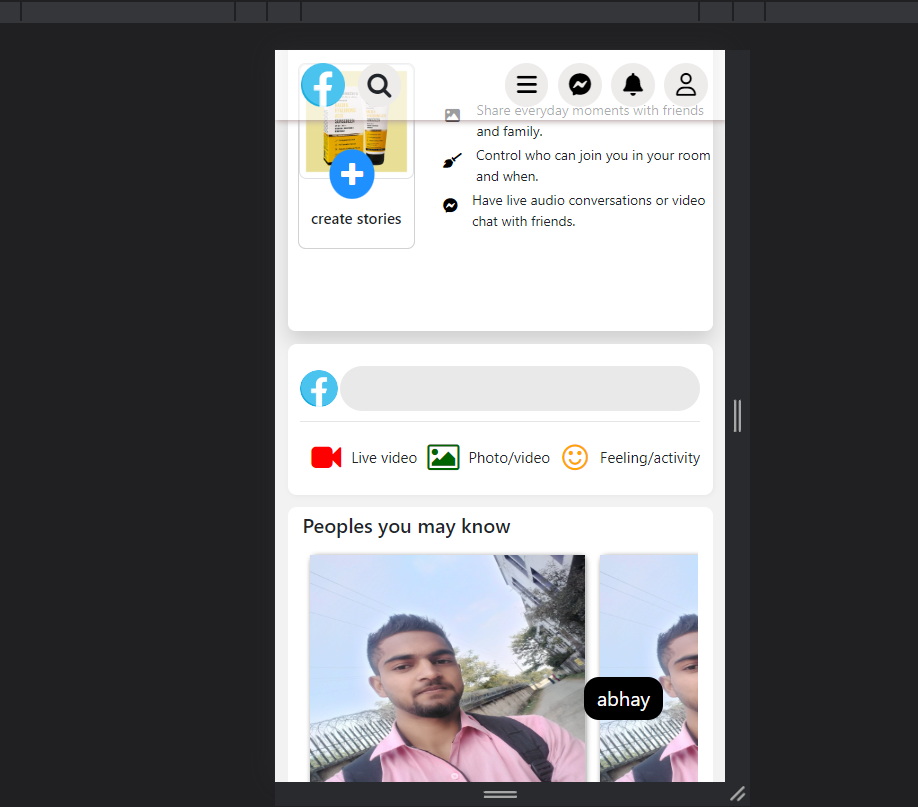 Share everyday moments with friends
and family.
Control who can join you in your room
and when.
Have live audio conversations or video
chat with friends.
create stories
Live video
Photo/video
Feeling/activity
Peoples you may know
abhay